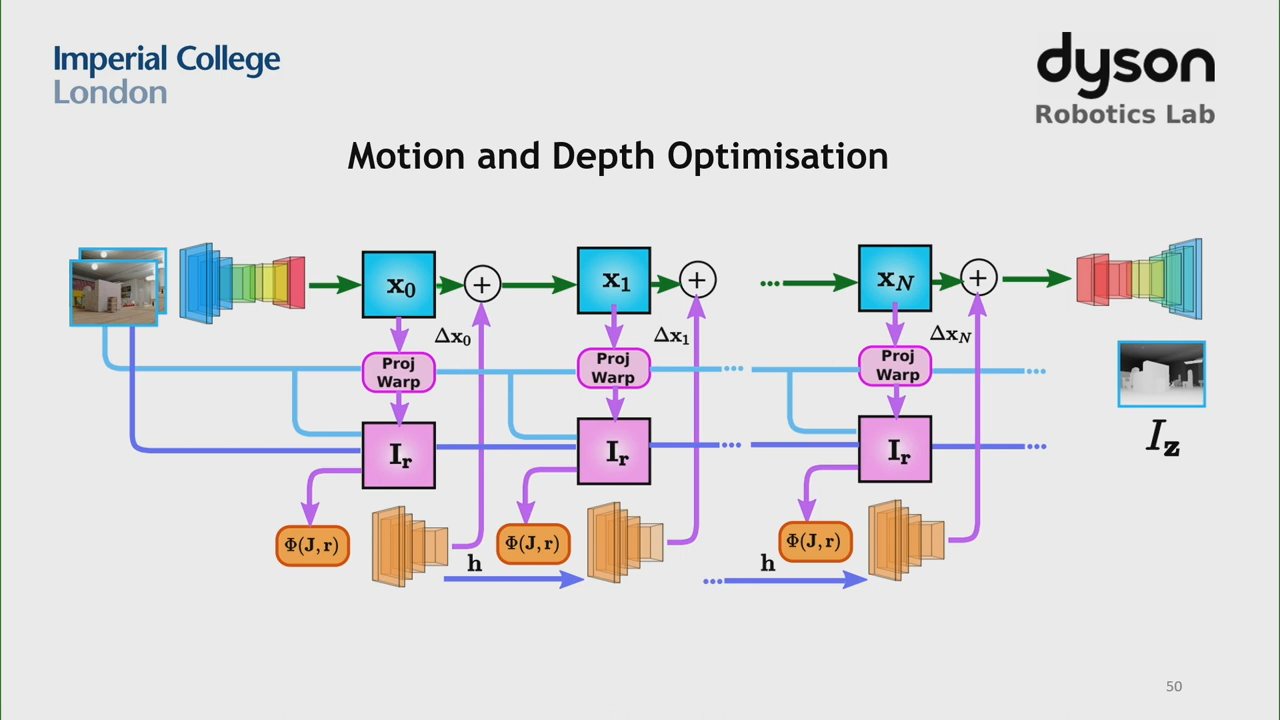 Imperial College
London
dyson
Robotics Lab
Motion and Depth Optimisation
x₀
+
x₁
+
x_N
+
Δx₀
Δx₁
Δx_N
Proj
Warp
Proj
Warp
Proj
Warp
I_r
I_r
I_r
I_z
Φ(J, r)
Φ(J, r)
Φ(J, r)
h
h
50